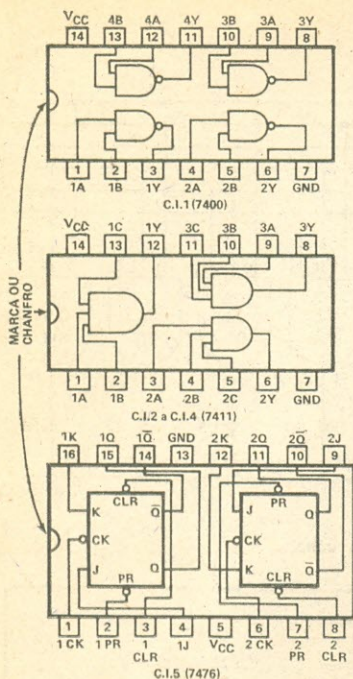 VCC 4B 4A 4Y 3B 3A 3Y
14 13 12 11 10 9 8
1 2 3 4 5 6 7
1A 1B 1Y 2A 2B 2Y GND
C.I.1 (7400)
VCC 1C 1Y 3C 3B 3A 3Y
14 13 12 11 10 9 8
MARCA OU
CHANFRO
1 2 3 4 5 6 7
1A 1B 2A 2B 2C 2Y GND
C.I.2 a C.I.4 (7411)
1K 1Q 1Q̅ GND 2K 2Q 2Q̅ 2J
16 15 14 13 12 11 10 9
CLR PR
K Q̅ J Q
CK CK
J Q K Q̅
PR CLR
1 2 3 4 5 6 7 8
1 CK 1 PR 1 CLR 1J VCC 2 CK 2 PR 2 CLR
C.I.5 (7476)